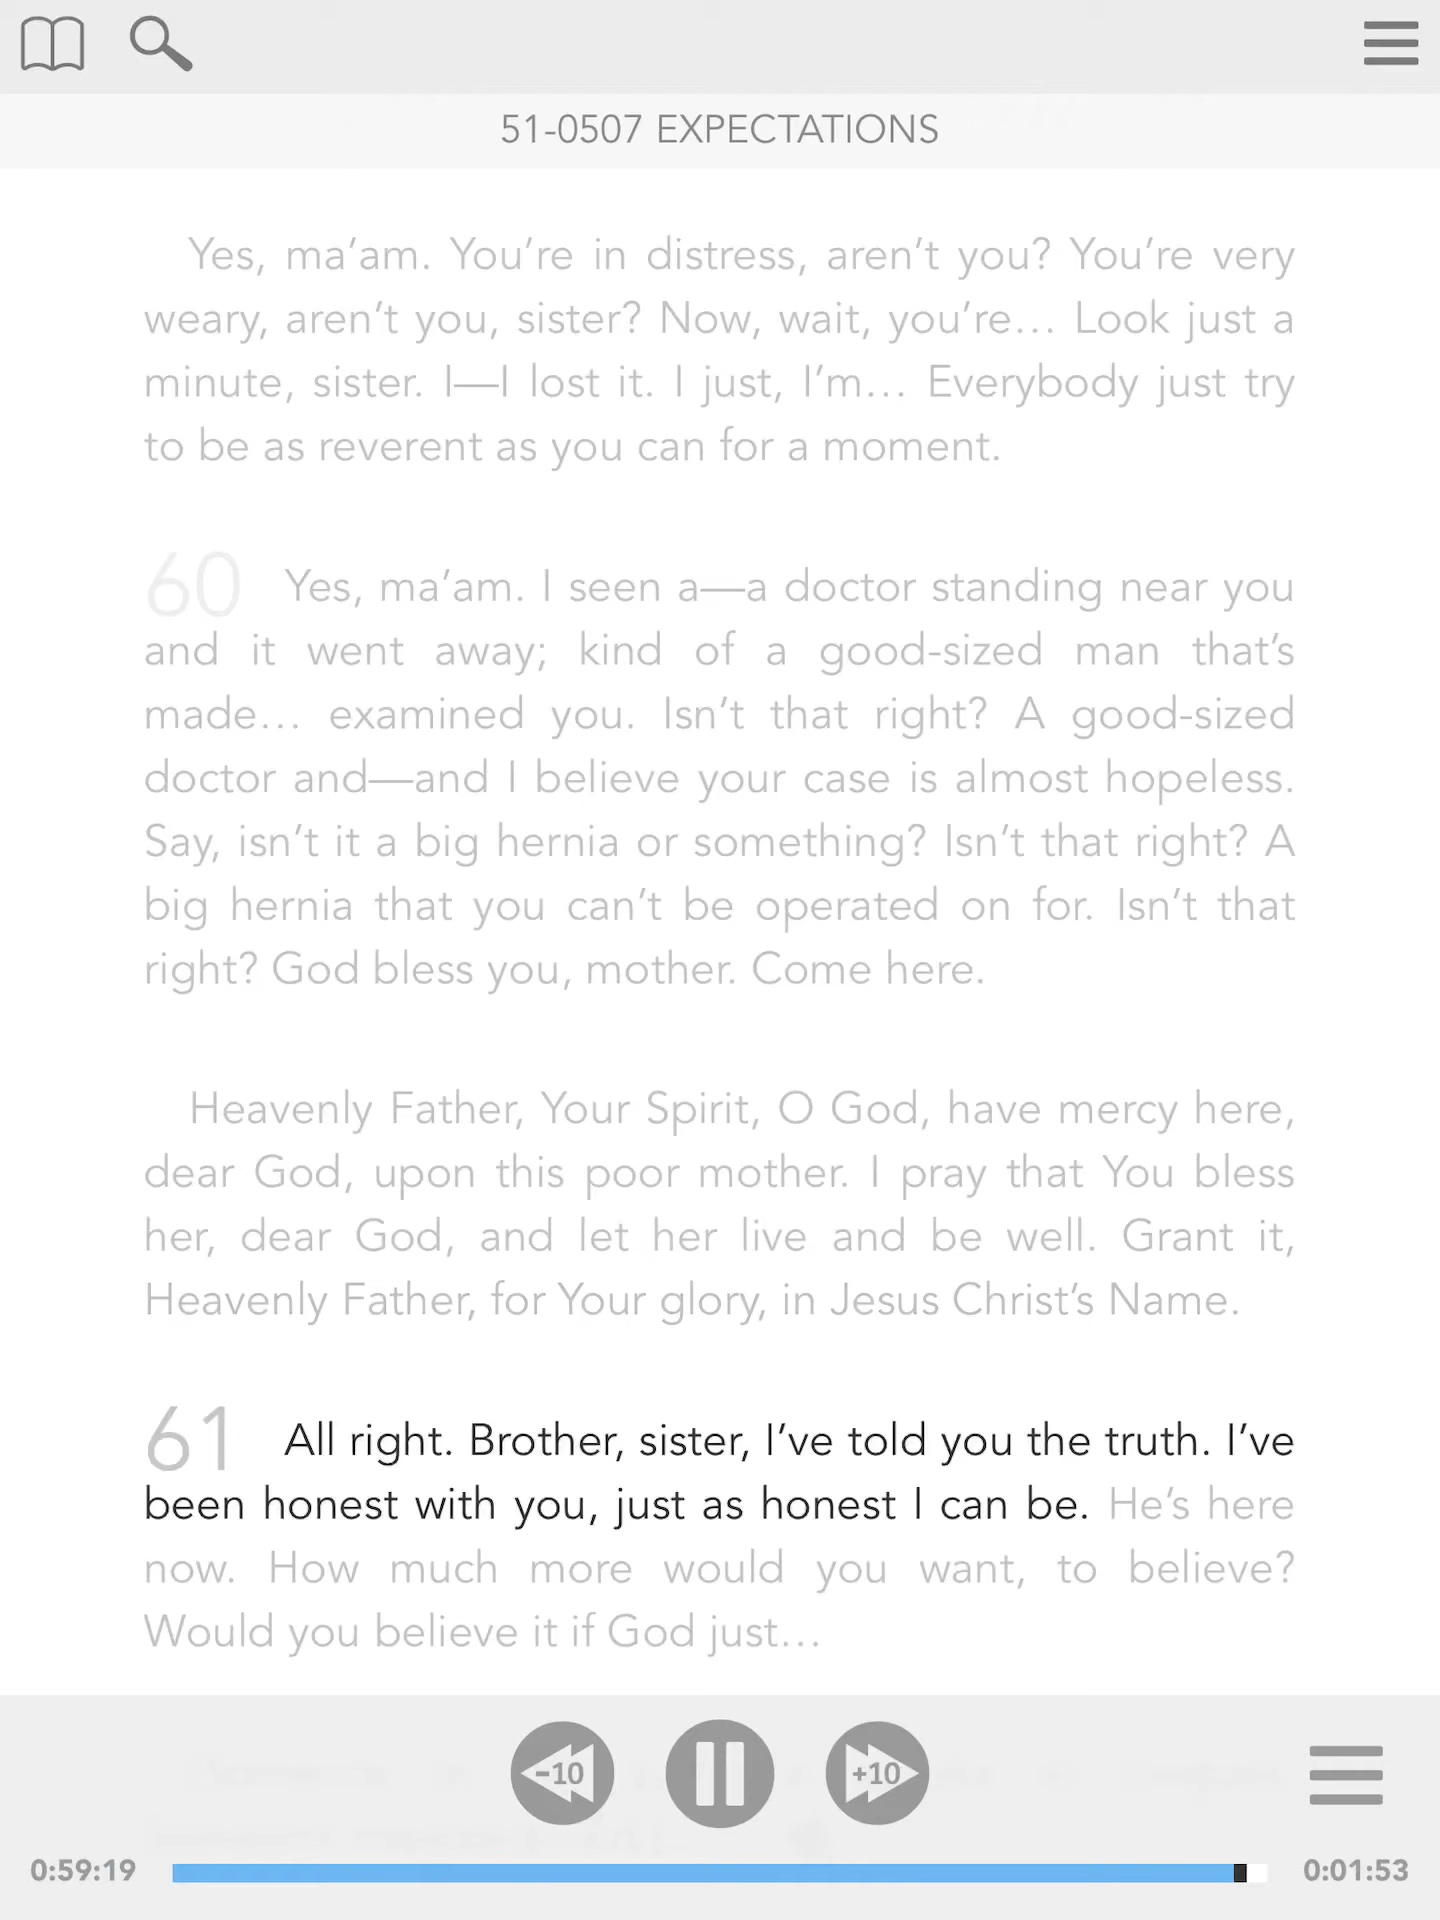 51-0507 EXPECTATIONS
Yes, ma’am. You’re in distress, aren’t you? You’re very
weary, aren’t you, sister? Now, wait, you’re… Look just a
minute, sister. I—I lost it. I just, I’m… Everybody just try
to be as reverent as you can for a moment.
60 Yes, ma’am. I seen a—a doctor standing near you
and it went away; kind of a good-sized man that’s
made… examined you. Isn’t that right? A good-sized
doctor and—and I believe your case is almost hopeless.
Say, isn’t it a big hernia or something? Isn’t that right? A
big hernia that you can’t be operated on for. Isn’t that
right? God bless you, mother. Come here.
Heavenly Father, Your Spirit, O God, have mercy here,
dear God, upon this poor mother. I pray that You bless
her, dear God, and let her live and be well. Grant it,
Heavenly Father, for Your glory, in Jesus Christ’s Name.
61 All right. Brother, sister, I’ve told you the truth. I’ve
been honest with you, just as honest I can be. He’s here
now. How much more would you want, to believe?
Would you believe it if God just…
-10 +10
0:59:19 0:01:53